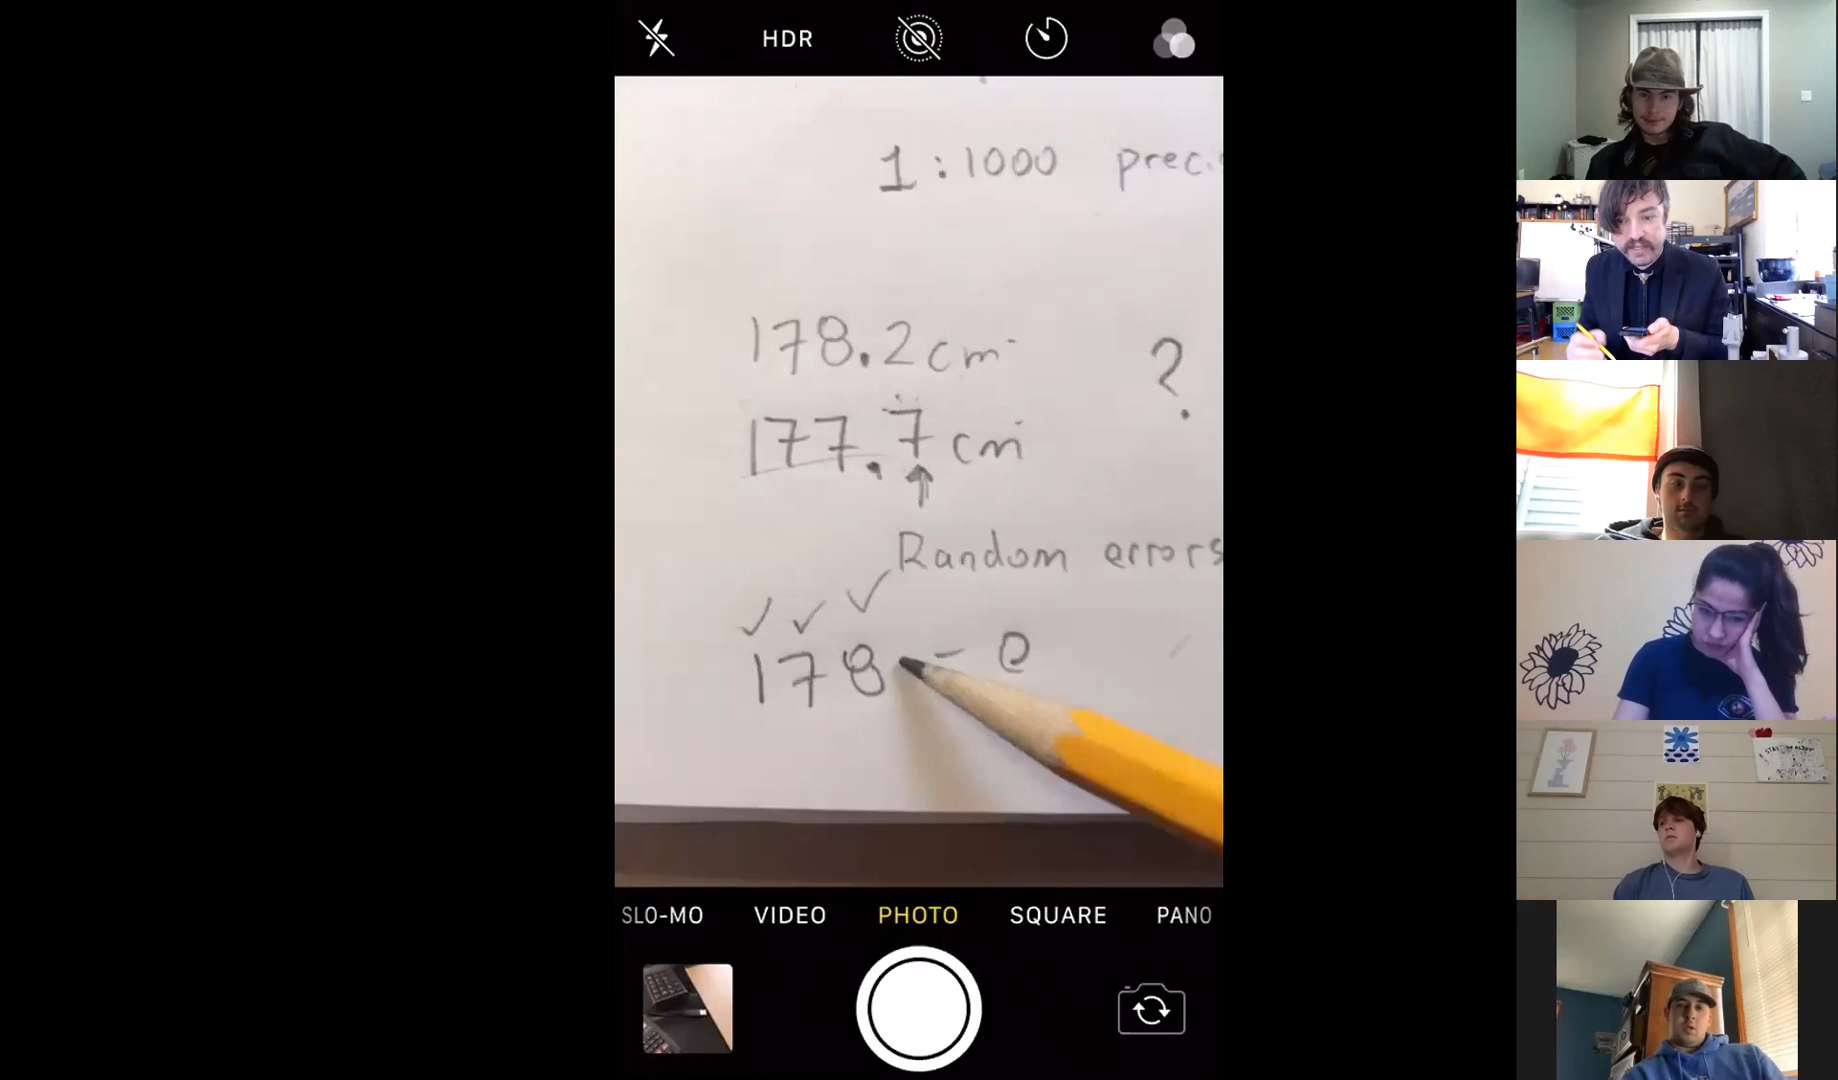 HDR
1:1000 prec
178.2cm ?
177.7cm
Random errors
178 - e
SLO-MO VIDEO PHOTO SQUARE PANO